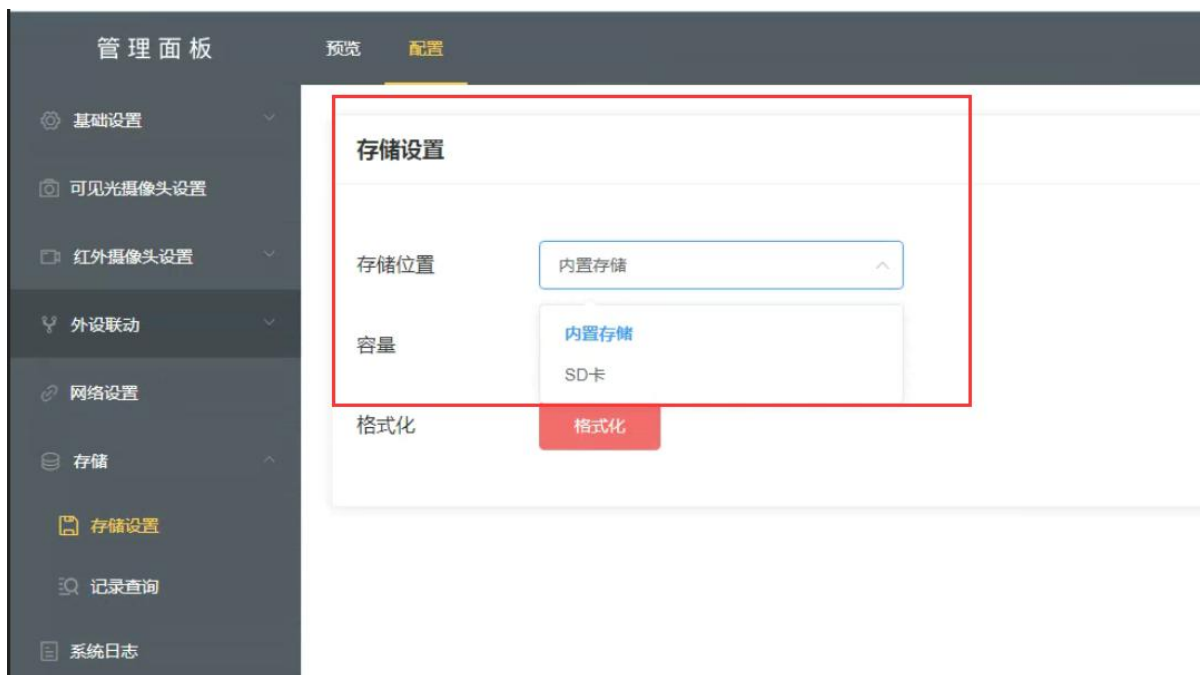 管理面板
预览 配置
基础设置
可见光摄像头设置
红外摄像头设置
外设联动
网络设置
存储
存储设置
记录查询
系统日志
存储设置
存储位置 内置存储
内置存储
容量
SD卡
格式化 格式化